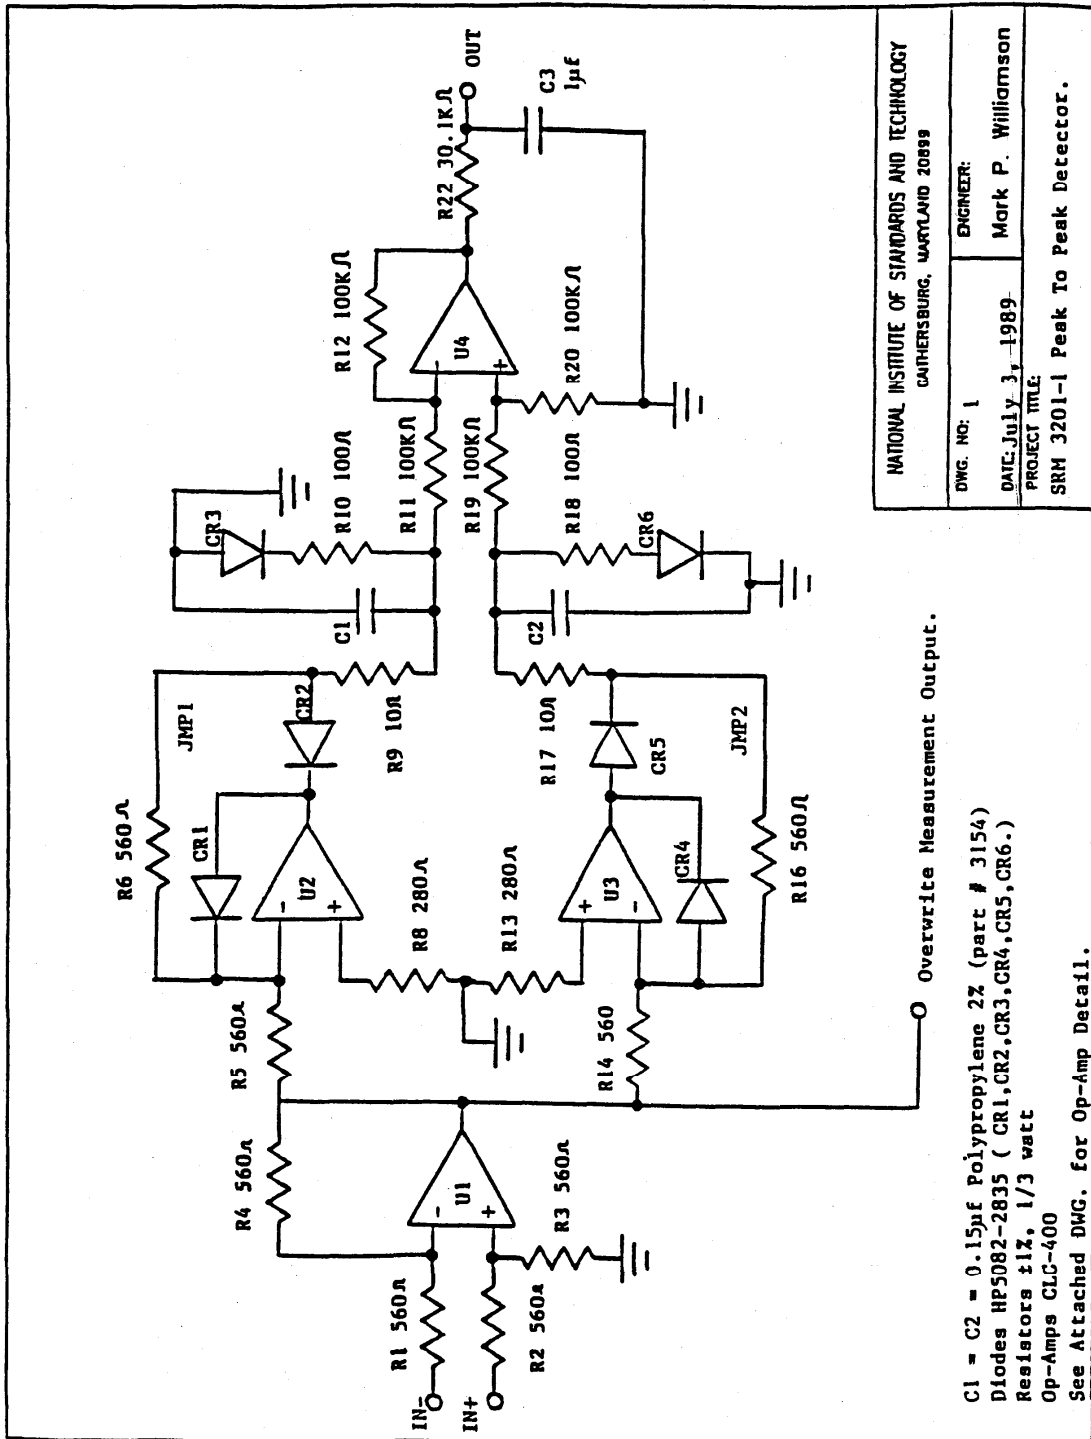 IN-
IN+
R1 560Ω
R2 560Ω
R3 560Ω
R4 560Ω
-
+
U1
R5 560Ω
R14 560
R6 560Ω
JMP1
CR1
-
+
U2
CR2
R8 280Ω
R13 280Ω
+
-
U3
CR4
CR5
JMP2
R16 560Ω
R9 10Ω
R17 10Ω
C1
C2
CR3
R10 100Ω
R11 100KΩ
R19 100KΩ
R18 100Ω
CR6
R12 100KΩ
-
+
U4
R20 100KΩ
R22 30.1KΩ
OUT
C3
1µf
Overwrite Measurement Output.
C1 = C2 = 0.15µf Polypropylene 2% (part # 3154)
Diodes HP5082-2835 ( CR1,CR2,CR3,CR4,CR5,CR6.)
Resistors ±1%, 1/3 watt
Op-Amps CLC-400
See Attached DWG. for Op-Amp Detail.
NATIONAL INSTITUTE OF STANDARDS AND TECHNOLOGY
GAITHERSBURG, MARYLAND 20899
DWG. NO: 1
ENGINEER:
DATE: July 3, 1989
Mark P. Williamson
PROJECT TITLE:
SRM 3201-1 Peak To Peak Detector.